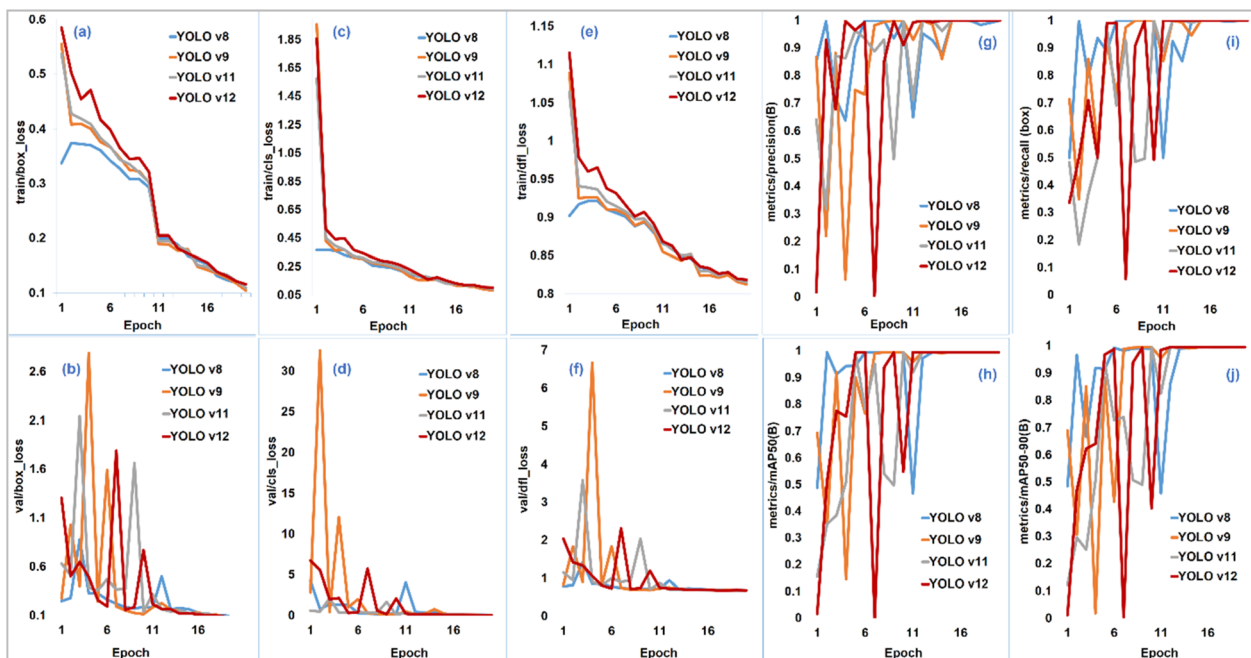 (a)
YOLO v8
YOLO v9
YOLO v11
YOLO v12
train/box_loss
0.6
0.5
0.4
0.3
0.2
0.1
1 6 11 16
Epoch
(c)
YOLO v8
YOLO v9
YOLO v11
YOLO v12
train/cls_loss
1.85
1.65
1.45
1.25
1.05
0.85
0.65
0.45
0.25
0.05
1 6 11 16
Epoch
(e)
YOLO v8
YOLO v9
YOLO v11
YOLO v12
train/dfl_loss
1.15
1.1
1.05
1
0.95
0.9
0.85
0.8
1 6 11 16
Epoch
(g)
YOLO v8
YOLO v9
YOLO v11
YOLO v12
metrics/precision(B)
1
0.9
0.8
0.7
0.6
0.5
0.4
0.3
0.2
0.1
0
1 6 11 16
Epoch
(i)
YOLO v8
YOLO v9
YOLO v11
YOLO v12
metrics/recall (box)
1
0.9
0.8
0.7
0.6
0.5
0.4
0.3
0.2
0.1
0
1 6 11 16
Epoch
(b)
YOLO v8
YOLO v9
YOLO v11
YOLO v12
val/box_loss
2.6
2.1
1.6
1.1
0.6
0.1
1 6 11 16
Epoch
(d)
YOLO v8
YOLO v9
YOLO v11
YOLO v12
val/cls_loss
30
25
20
15
10
5
0
1 6 11 16
Epoch
(f)
YOLO v8
YOLO v9
YOLO v11
YOLO v12
val/dfl_loss
7
6
5
4
3
2
1
0
1 6 11 16
Epoch
(h)
YOLO v8
YOLO v9
YOLO v11
YOLO v12
metrics/mAP50(B)
1
0.9
0.8
0.7
0.6
0.5
0.4
0.3
0.2
0.1
0
1 6 11 16
Epoch
(j)
YOLO v8
YOLO v9
YOLO v11
YOLO v12
metrics/mAP50-90(B)
1
0.9
0.8
0.7
0.6
0.5
0.4
0.3
0.2
0.1
0
1 6 11 16
Epoch